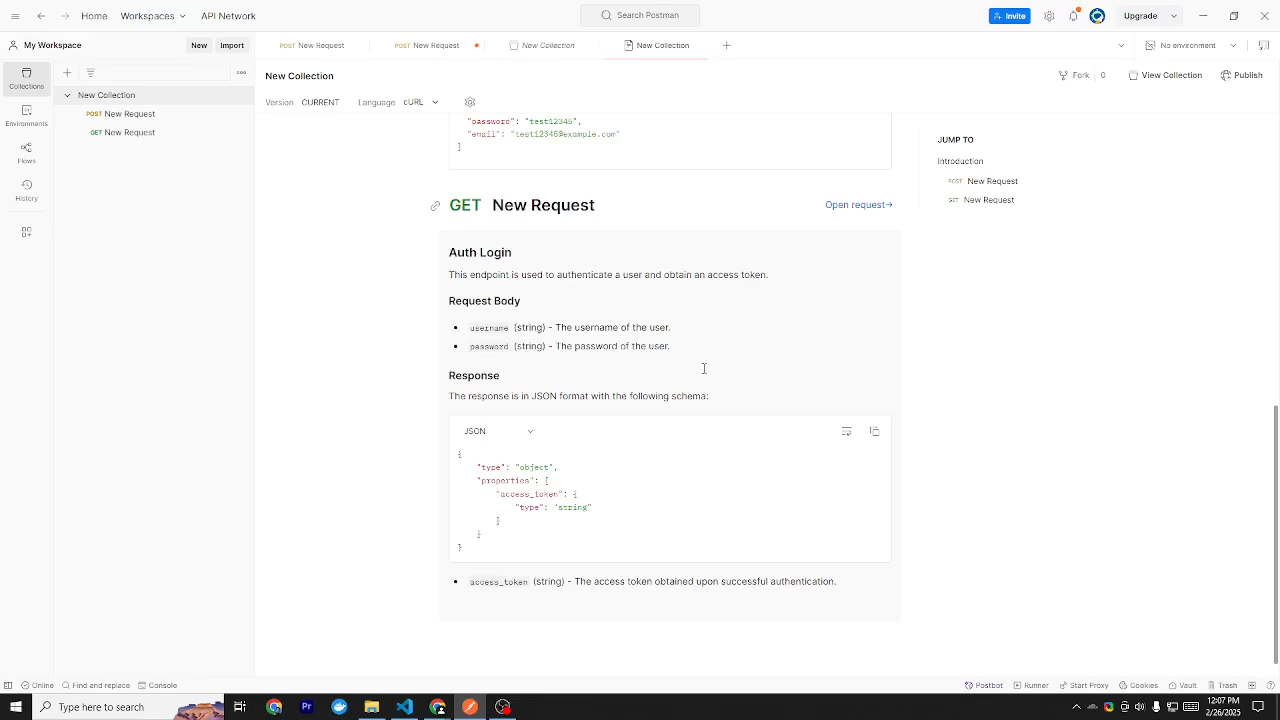 Home Workspaces API Network Search Postman Invite Upgrade
My Workspace New Import POST New Request POST New Request New Collection New Collection No environment
Collections
New Collection
New Collection Fork 0 View Collection Publish
POST New Request
GET New Request
Environments
Flows
History
Version CURRENT Language cURL
"password": "test12345",
"email": "test12345@example.com"
JUMP TO
Introduction
POST New Request
GET New Request
GET New Request Open request→
Auth Login
This endpoint is used to authenticate a user and obtain an access token.
Request Body
• username (string) - The username of the user.
• password (string) - The password of the user.
Response
The response is in JSON format with the following schema:
JSON
{
"type": "object",
"properties": {
"access_token": {
"type": "string"
}
}
}
• access_token (string) - The access token obtained upon successful authentication.
Online Find and replace Console Postbot Runner Start Proxy Cookies Vault Trash
Type here to search
12:07 PM
2/26/2025